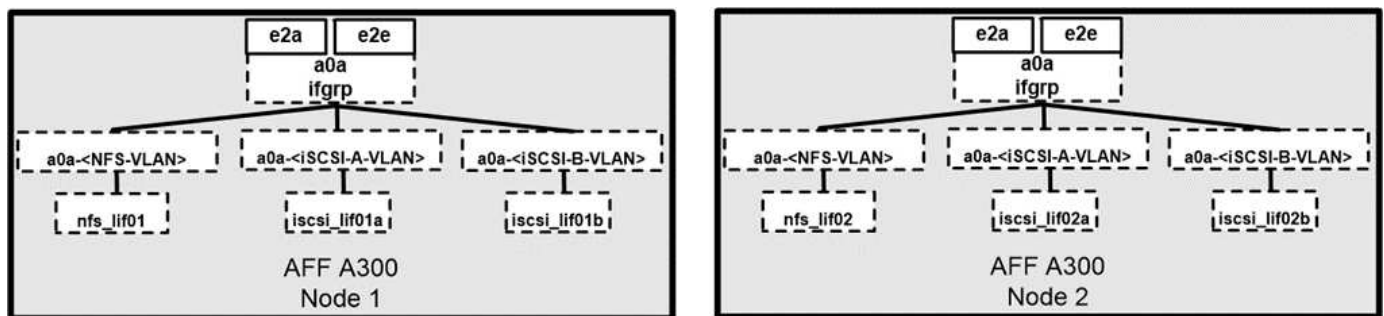 e2a
e2e
a0a
ifgrp
a0a-<NFS-VLAN>
a0a-<iSCSI-A-VLAN>
a0a-<iSCSI-B-VLAN>
nfs_lif01
iscsi_lif01a
iscsi_lif01b
AFF A300
Node 1
e2a
e2e
a0a
ifgrp
a0a-<NFS-VLAN>
a0a-<iSCSI-A-VLAN>
a0a-<iSCSI-B-VLAN>
nfs_lif02
iscsi_lif02a
iscsi_lif02b
AFF A300
Node 2